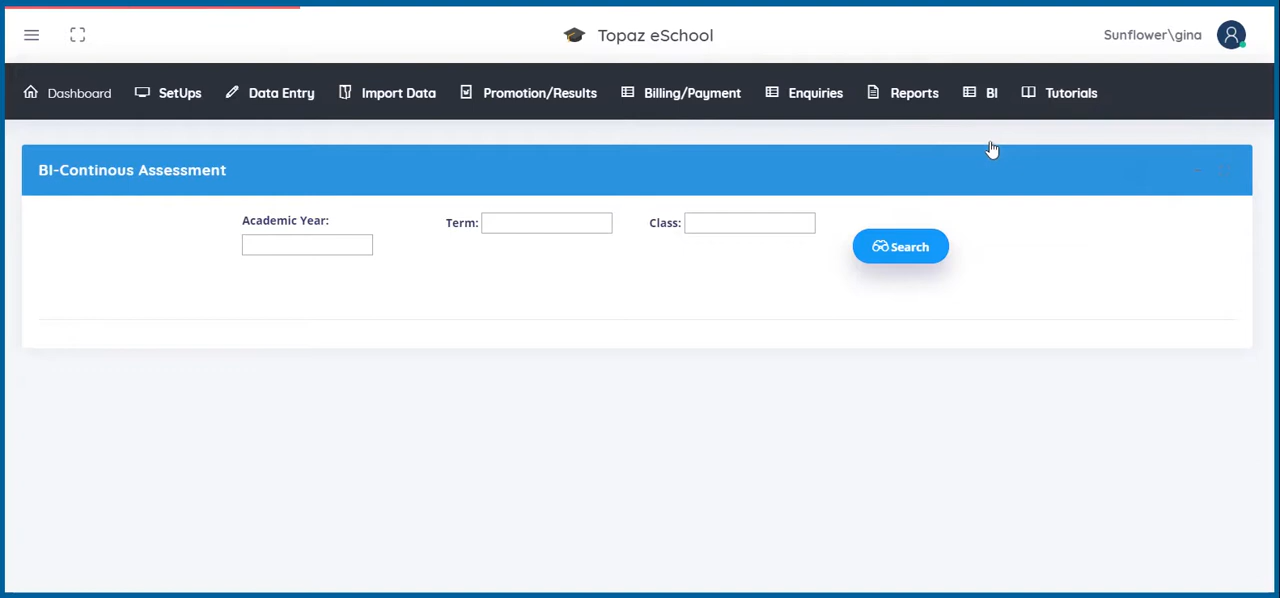 Topaz eSchool
Sunflower\gina
Dashboard SetUps Data Entry Import Data Promotion/Results Billing/Payment Enquiries Reports BI Tutorials
BI-Continous Assessment
Academic Year: Term: Class:
Search